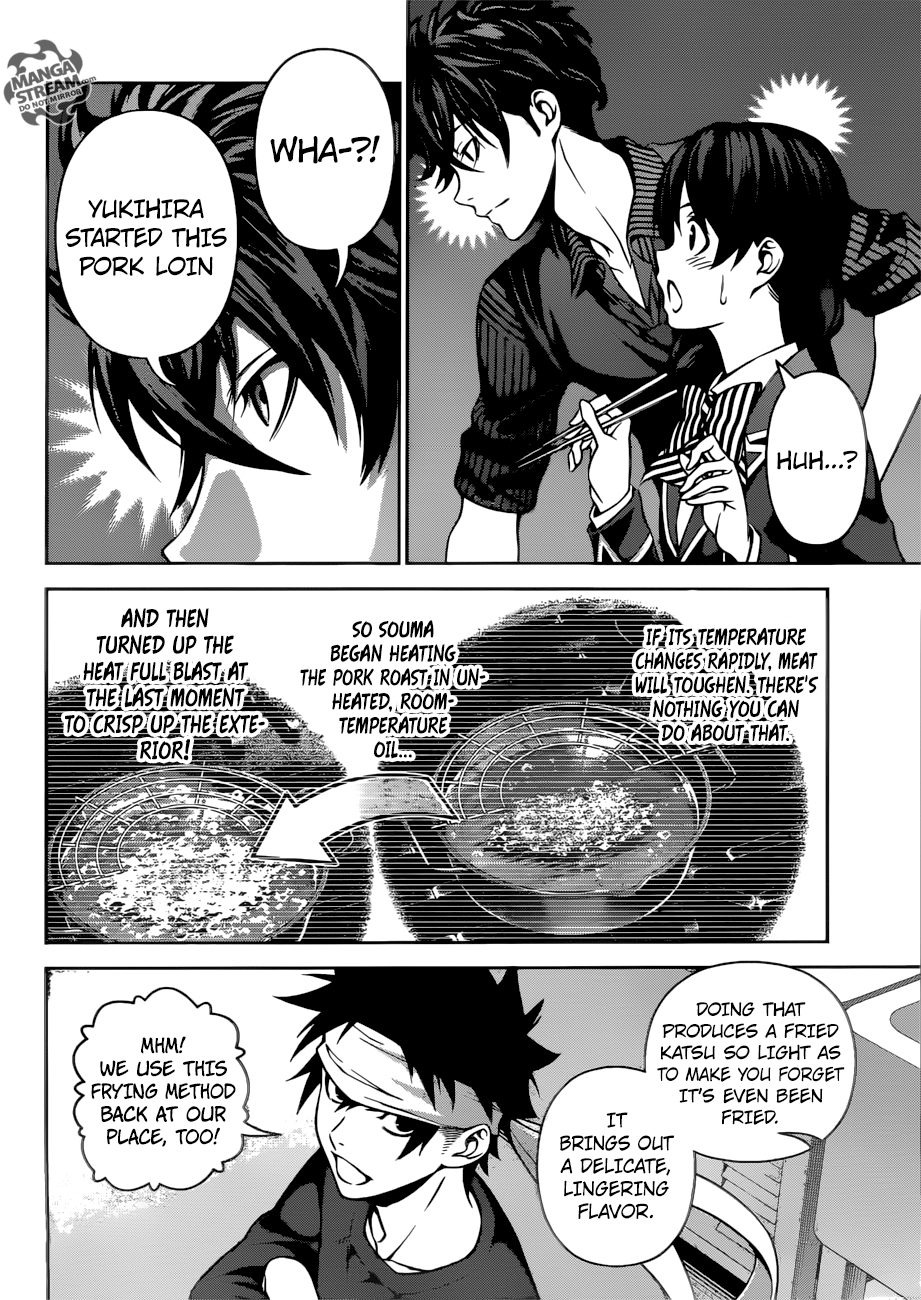 MANGA
STREAM.com
DO NOT MIRROR
HUH...?
WHA-?!
YUKIHIRA
STARTED THIS
PORK LOIN
IF ITS TEMPERATURE
CHANGES RAPIDLY, MEAT
WILL TOUGHEN. THERE'S
NOTHING YOU CAN
DO ABOUT THAT.
SO SOUMA
BEGAN HEATING
THE PORK ROAST IN UN-
HEATED, ROOM-
TEMPERATURE
OIL...
AND THEN
TURNED UP THE
HEAT FULL BLAST AT
THE LAST MOMENT
TO CRISP UP THE EXTE-
RIOR!
DOING THAT
PRODUCES A FRIED
KATSU SO LIGHT AS
TO MAKE YOU FORGET
IT'S EVEN BEEN
FRIED.
IT
BRINGS OUT
A DELICATE,
LINGERING
FLAVOR.
MHM!
WE USE THIS
FRYING METHOD
BACK AT OUR
PLACE, TOO!